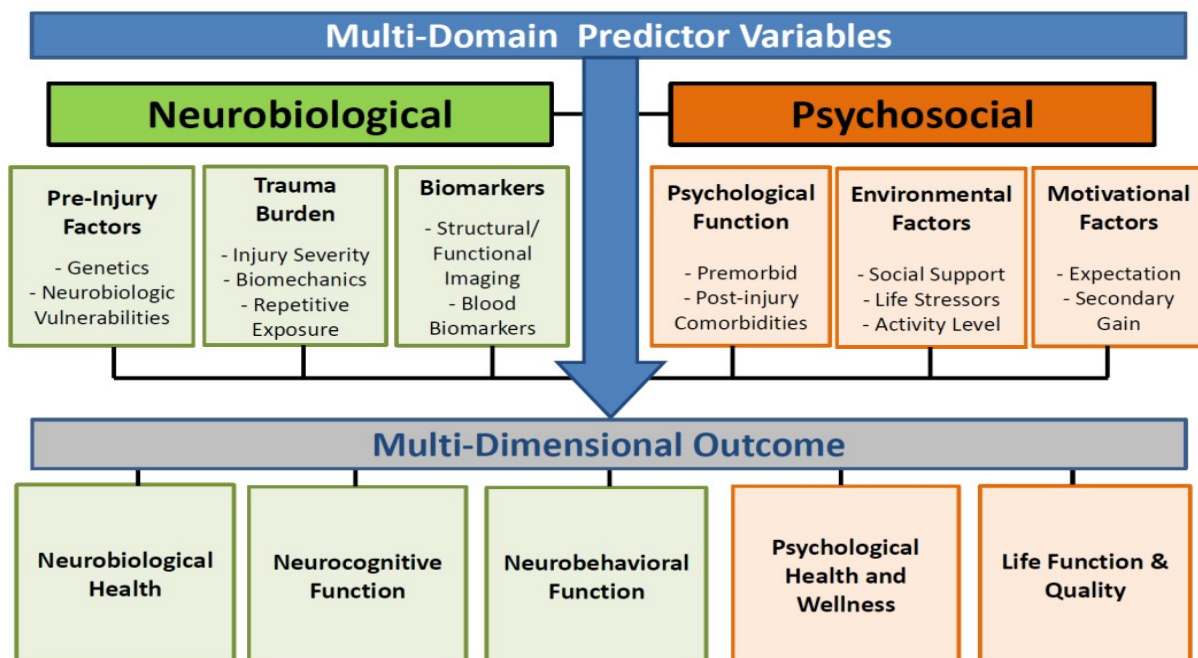 Multi-Domain Predictor Variables
Neurobiological
Psychosocial
Pre-Injury
Factors
- Genetics
- Neurobiologic
Vulnerabilities
Trauma
Burden
- Injury Severity
- Biomechanics
- Repetitive
Exposure
Biomarkers
- Structural/
Functional
Imaging
- Blood
Biomarkers
Psychological
Function
- Premorbid
- Post-injury
Comorbidities
Environmental
Factors
- Social Support
- Life Stressors
- Activity Level
Motivational
Factors
- Expectation
- Secondary
Gain
Multi-Dimensional Outcome
Neurobiological
Health
Neurocognitive
Function
Neurobehavioral
Function
Psychological
Health and
Wellness
Life Function &
Quality